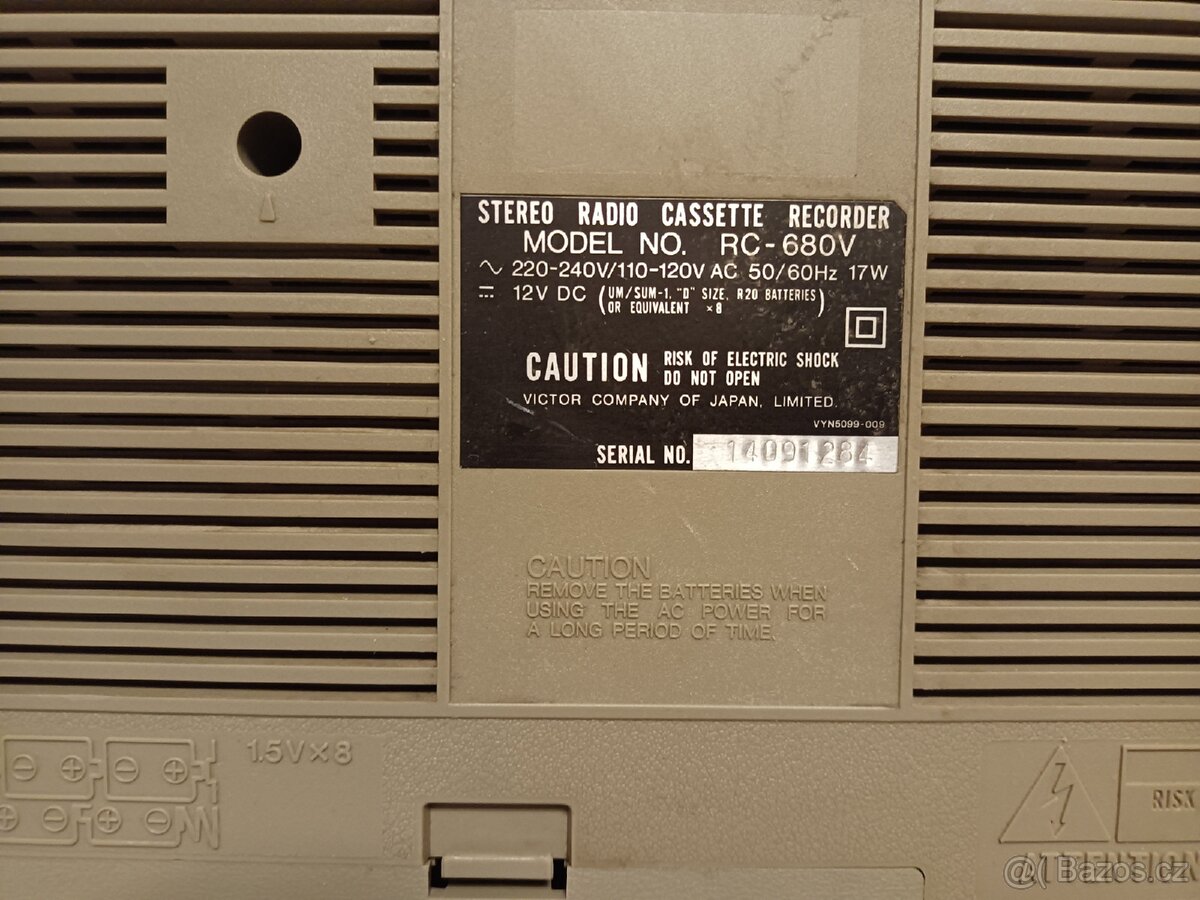 STEREO RADIO CASSETTE RECORDER
MODEL NO. RC-680V
∿ 220-240V/110-120V AC 50/60Hz 17W
⎓ 12V DC (UM/SUM-1, "D" SIZE, R20 BATTERIES
OR EQUIVALENT ×8)
CAUTION RISK OF ELECTRIC SHOCK
DO NOT OPEN
VICTOR COMPANY OF JAPAN, LIMITED.
VYN5099-009
SERIAL NO. 14091284
CAUTION
REMOVE THE BATTERIES WHEN
USING THE AC POWER FOR
A LONG PERIOD OF TIME.
1.5V×8
RISK
ATTENTION
@( Bazos.cz